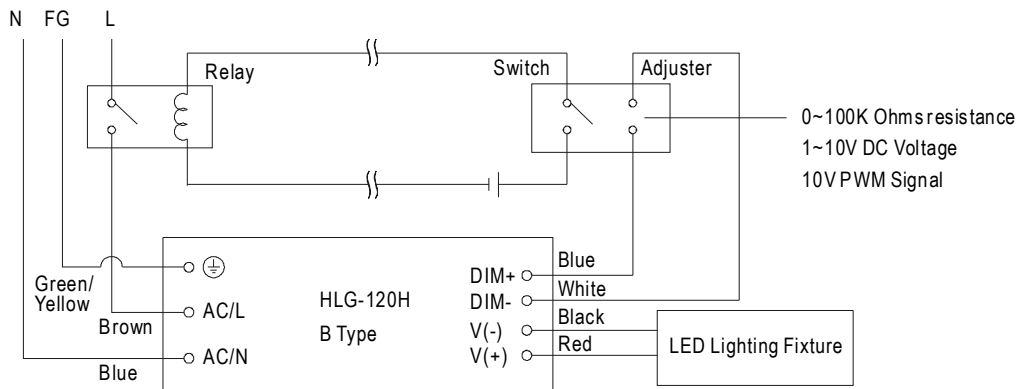 N FG L
Relay
Switch
Adjuster
0~100K Ohms resistance
1~10V DC Voltage
10V PWM Signal
Green/
Yellow
Brown
Blue
AC/L
AC/N
HLG-120H
B Type
DIM+
DIM-
V(-)
V(+)
Blue
White
Black
Red
LED Lighting Fixture